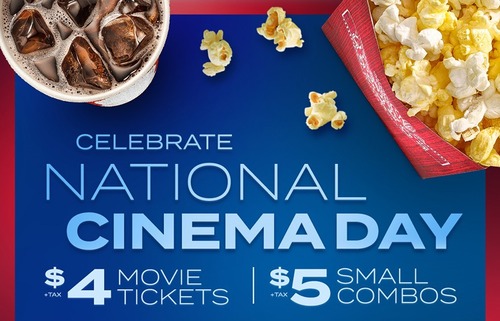 CELEBRATE
NATIONAL
CINEMA DAY
$4 +TAX MOVIE TICKETS | $5 +TAX SMALL COMBOS